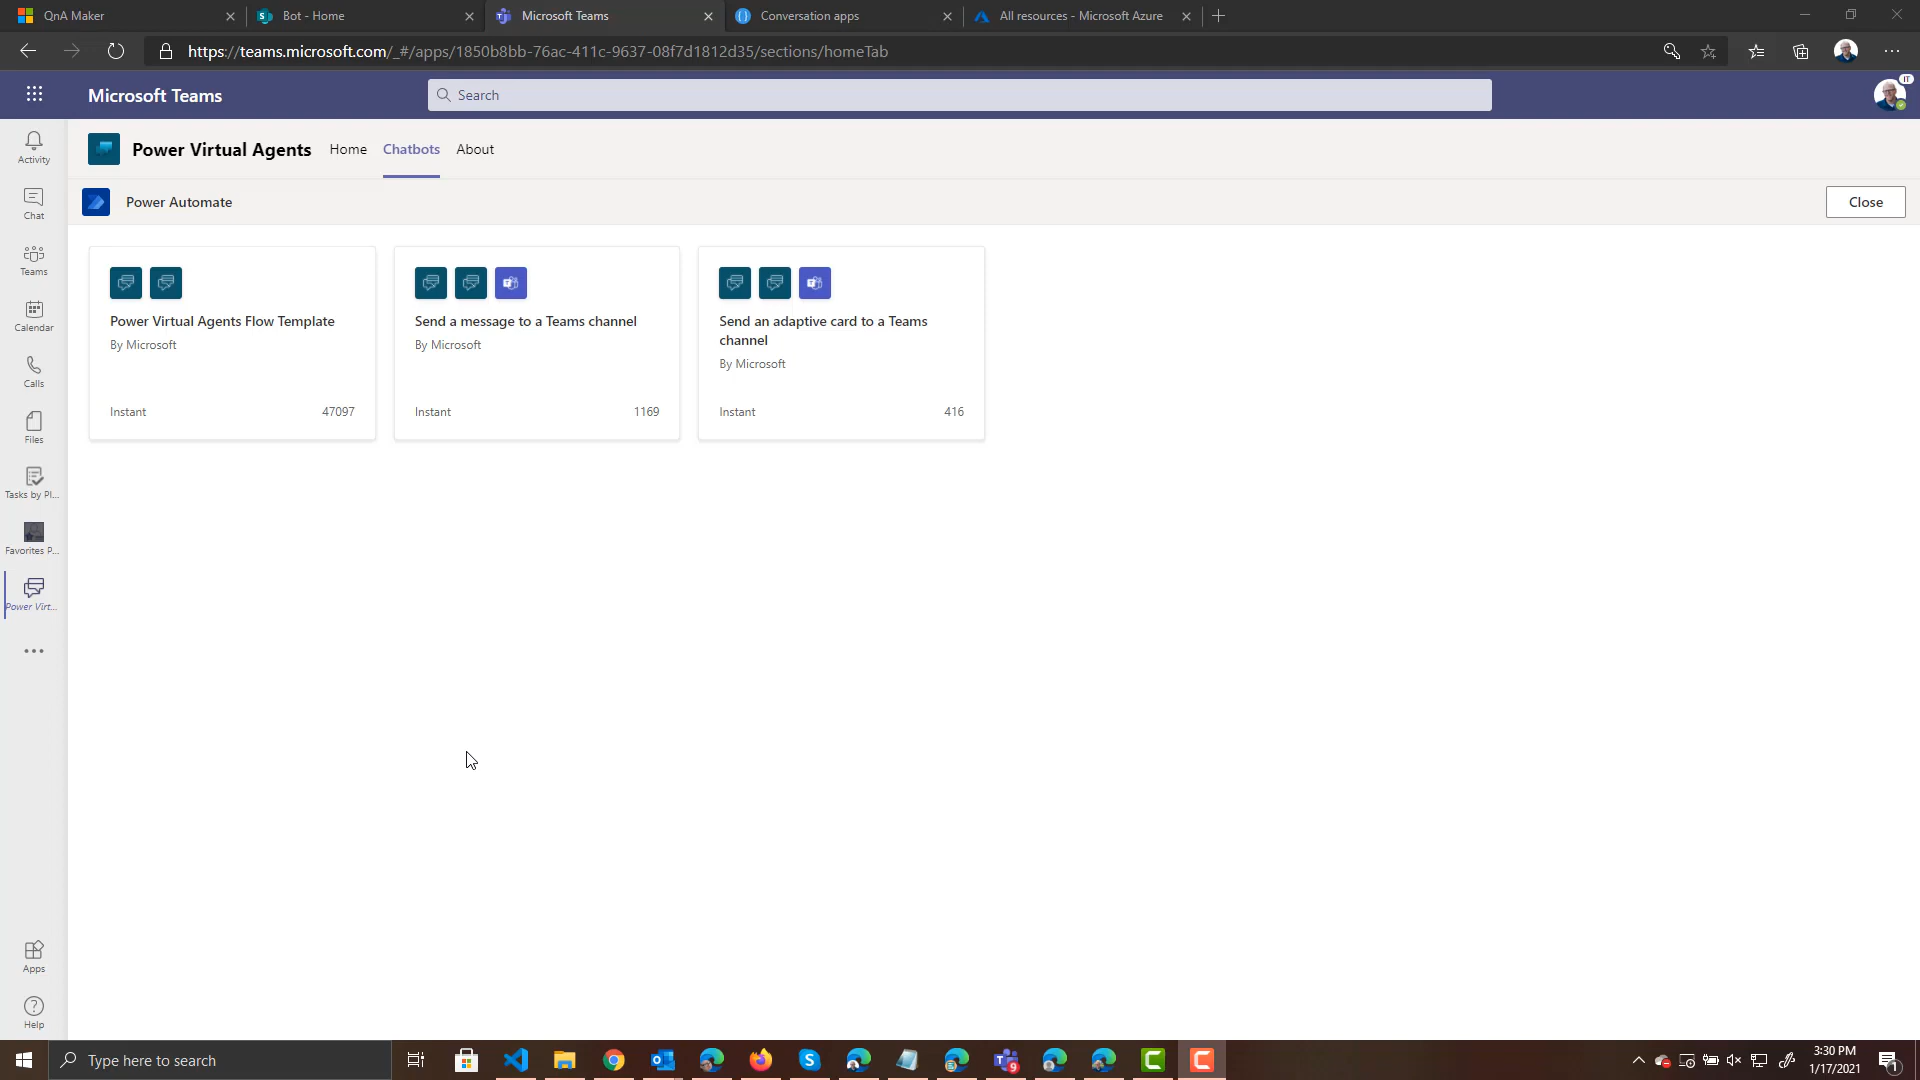 QnA Maker
Bot - Home
Microsoft Teams
Conversation apps
All resources - Microsoft Azure
https://teams.microsoft.com/_#/apps/1850b8bb-76ac-411c-9637-08f7d1812d35/sections/homeTab
Microsoft Teams
Search
IT
Activity
Chat
Teams
Calendar
Calls
Files
Tasks by Pl...
Favorites P...
Power Virt...
Apps
Help
Power Virtual Agents
Home
Chatbots
About
Power Automate
Close
Power Virtual Agents Flow Template
By Microsoft
Instant
47097
Send a message to a Teams channel
By Microsoft
Instant
1169
Send an adaptive card to a Teams
channel
By Microsoft
Instant
416
Type here to search
9
3:30 PM
1/17/2021
1